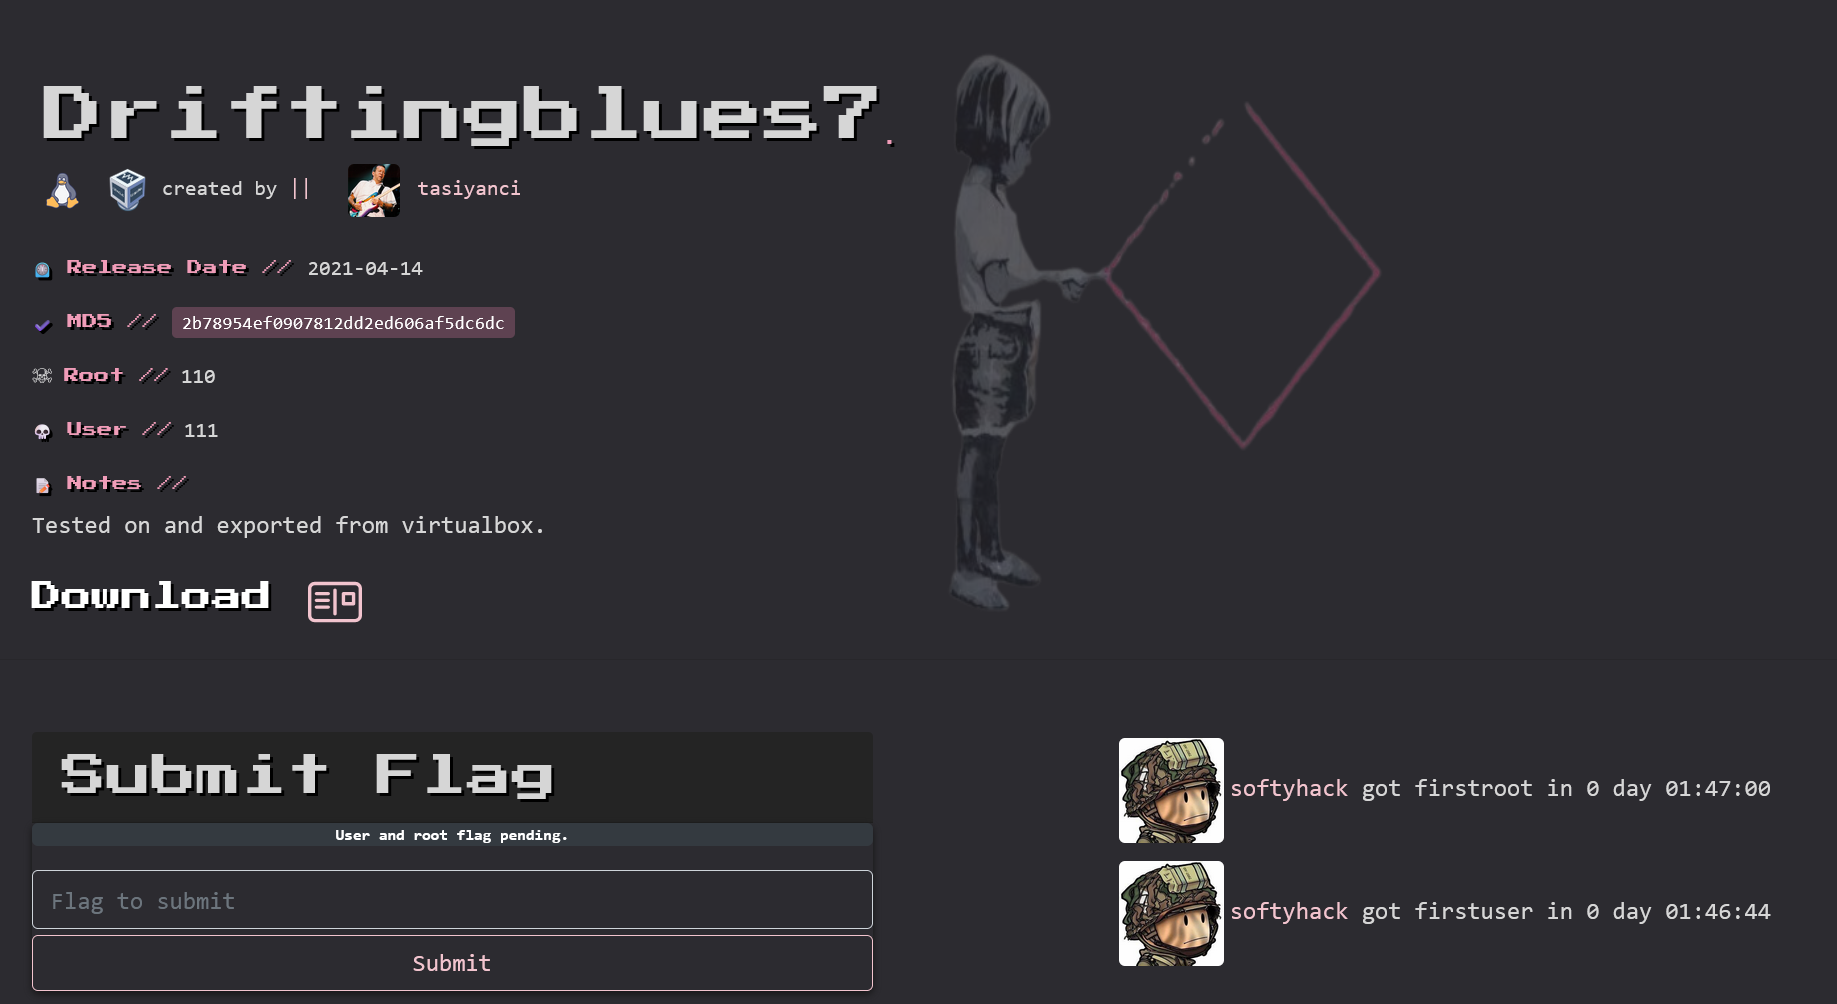 Driftingblues7.
created by || tasiyanci
Release Date // 2021-04-14
MD5 // 2b78954ef0907812dd2ed606af5dc6dc
Root // 110
User // 111
Notes //
Tested on and exported from virtualbox.
Download
Submit Flag
User and root flag pending.
Flag to submit
Submit
softyhack got firstroot in 0 day 01:47:00
softyhack got firstuser in 0 day 01:46:44